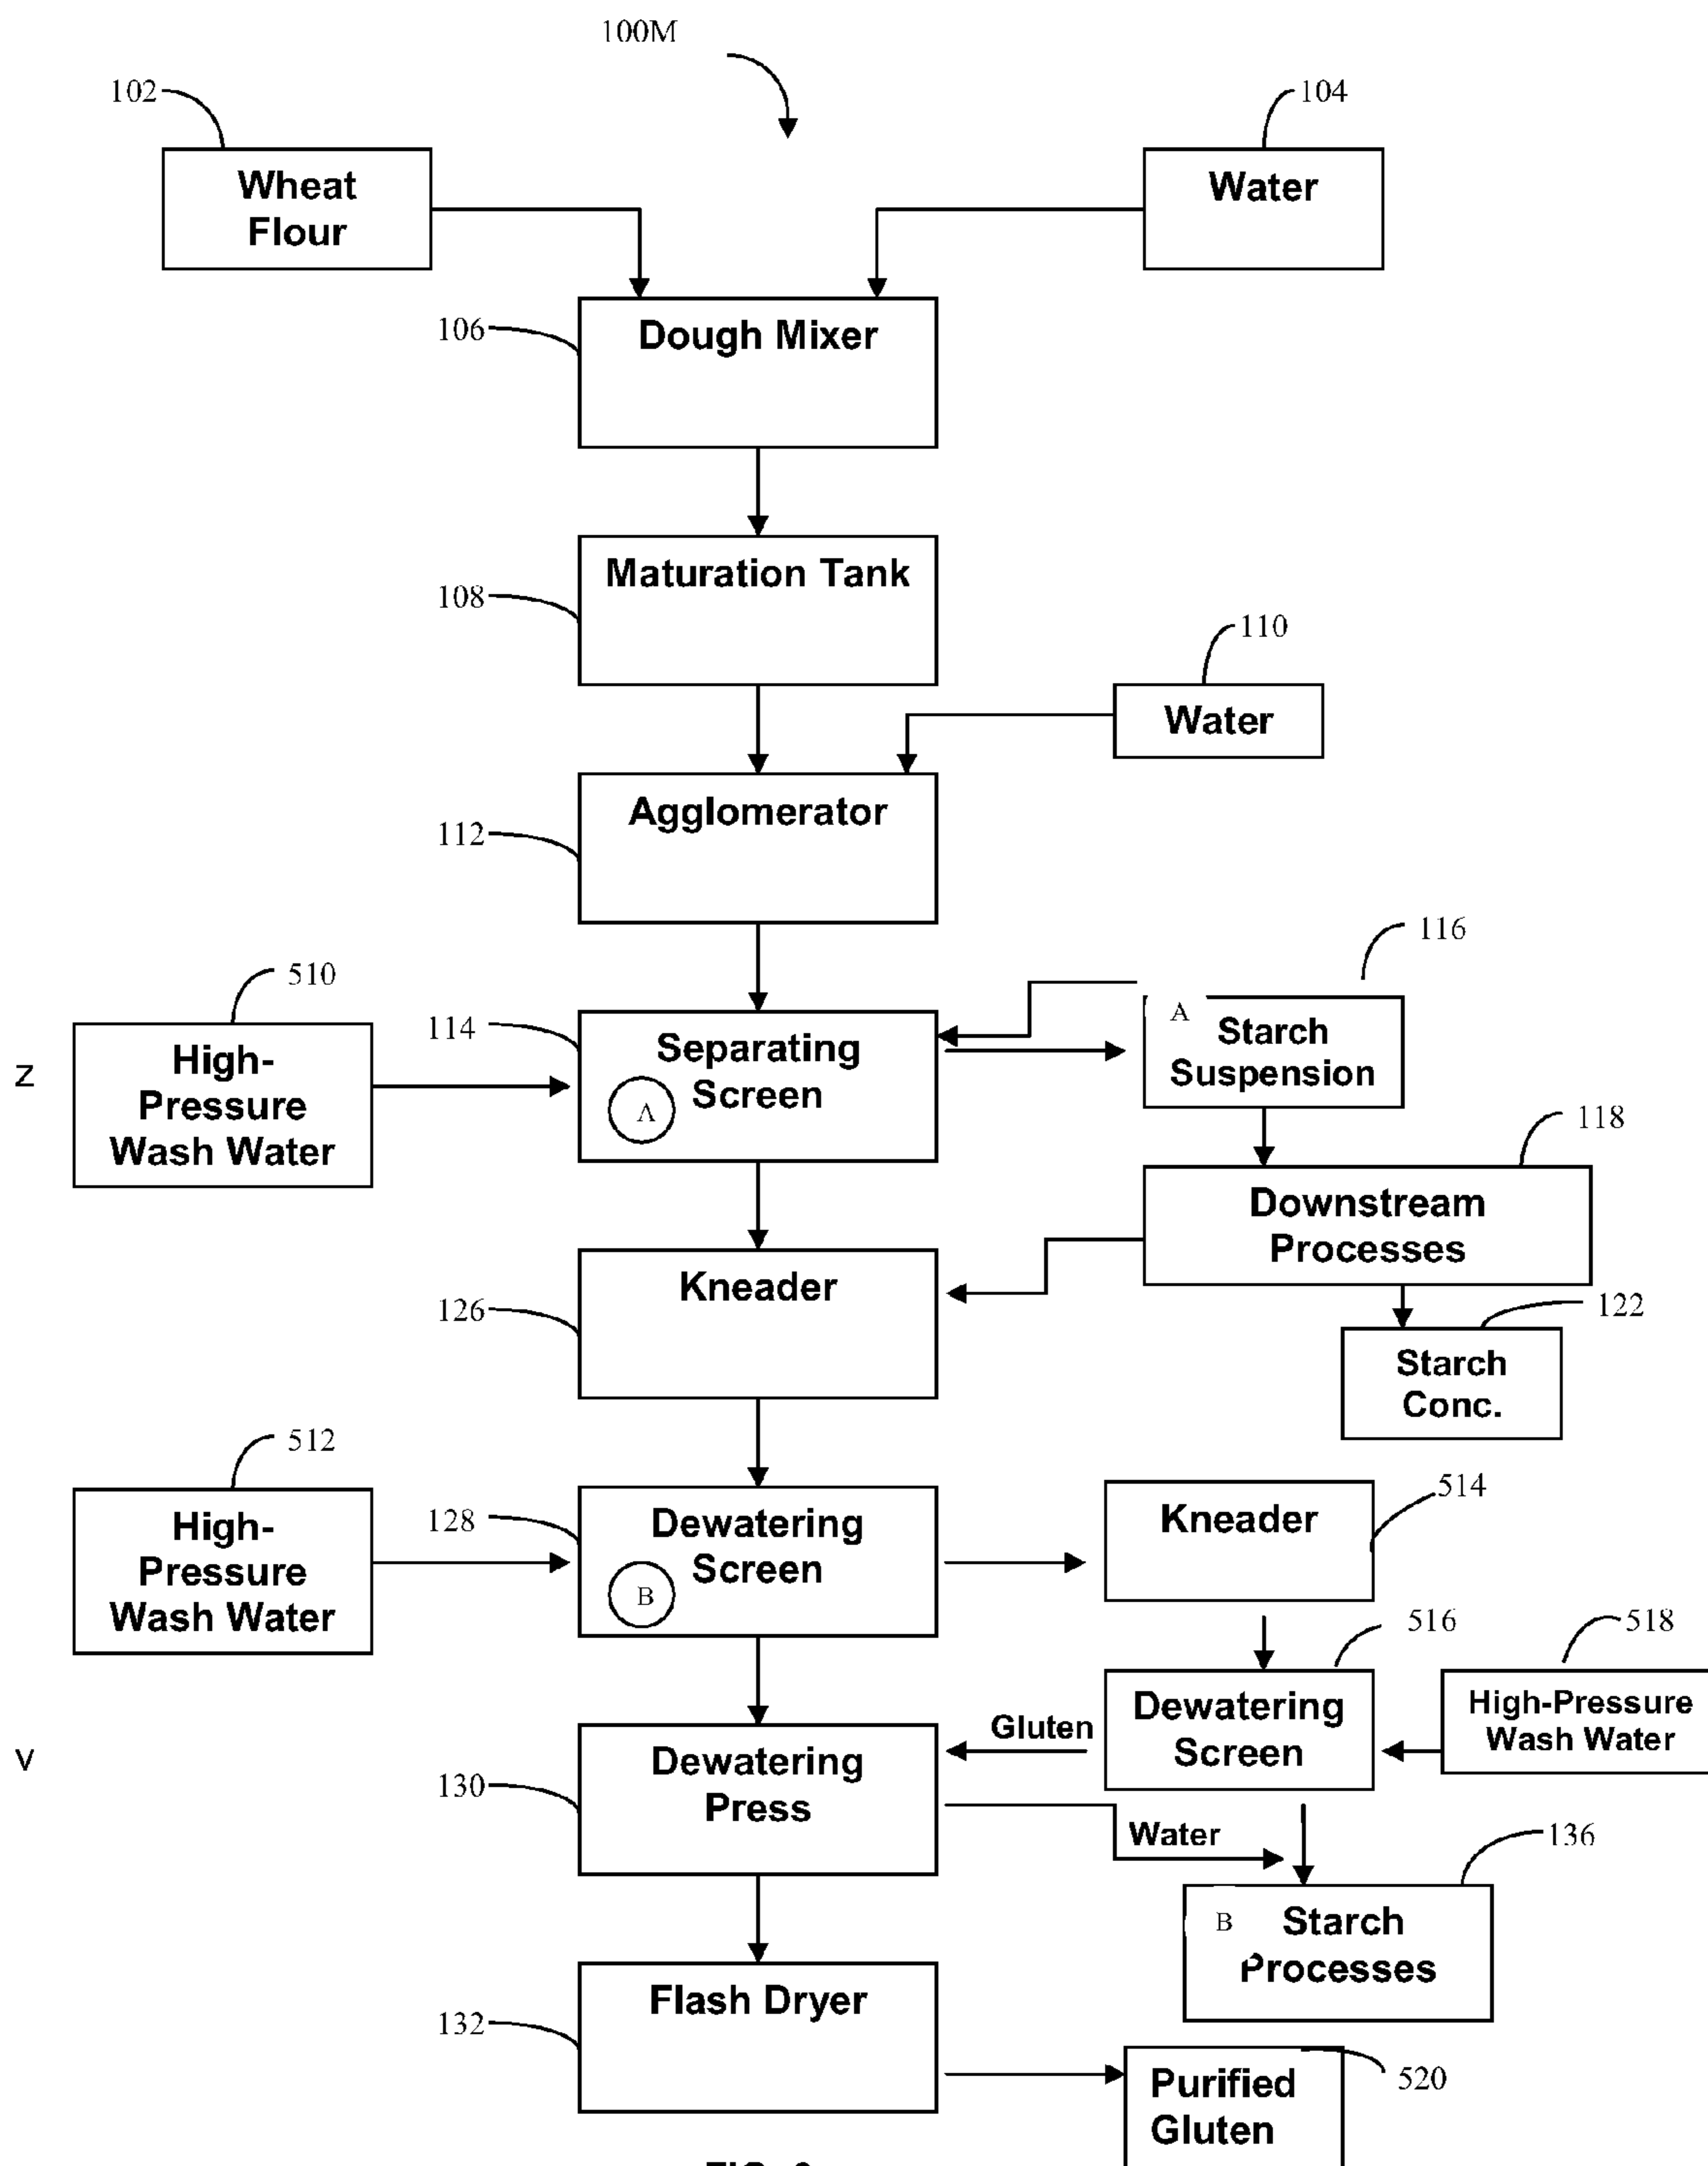 100M
102
104
Wheat
Flour
Water
106
Dough Mixer
Maturation Tank
108
110
Water
Agglomerator
112
116
510
114
A
Starch
Suspension
High-
Pressure
Wash Water
Separating
Screen
A
Z
118
Downstream
Processes
Kneader
126
122
Starch
Conc.
512
514
High-
Pressure
Wash Water
128
Dewatering
Screen
B
Kneader
516
518
Dewatering
Screen
High-Pressure
Wash Water
Gluten
V
130
Dewatering
Press
Water
136
B
Starch
Processes
Flash Dryer
132
520
Purified
Gluten